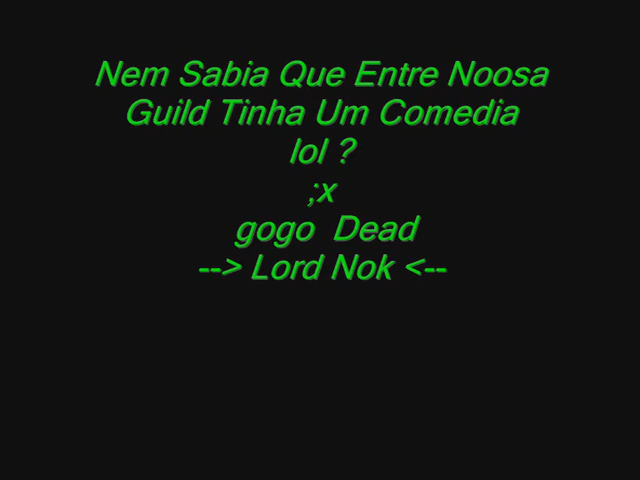 Nem Sabia Que Entre Noosa
Guild Tinha Um Comedia
lol ?
;x
gogo  Dead
--> Lord Nok <--